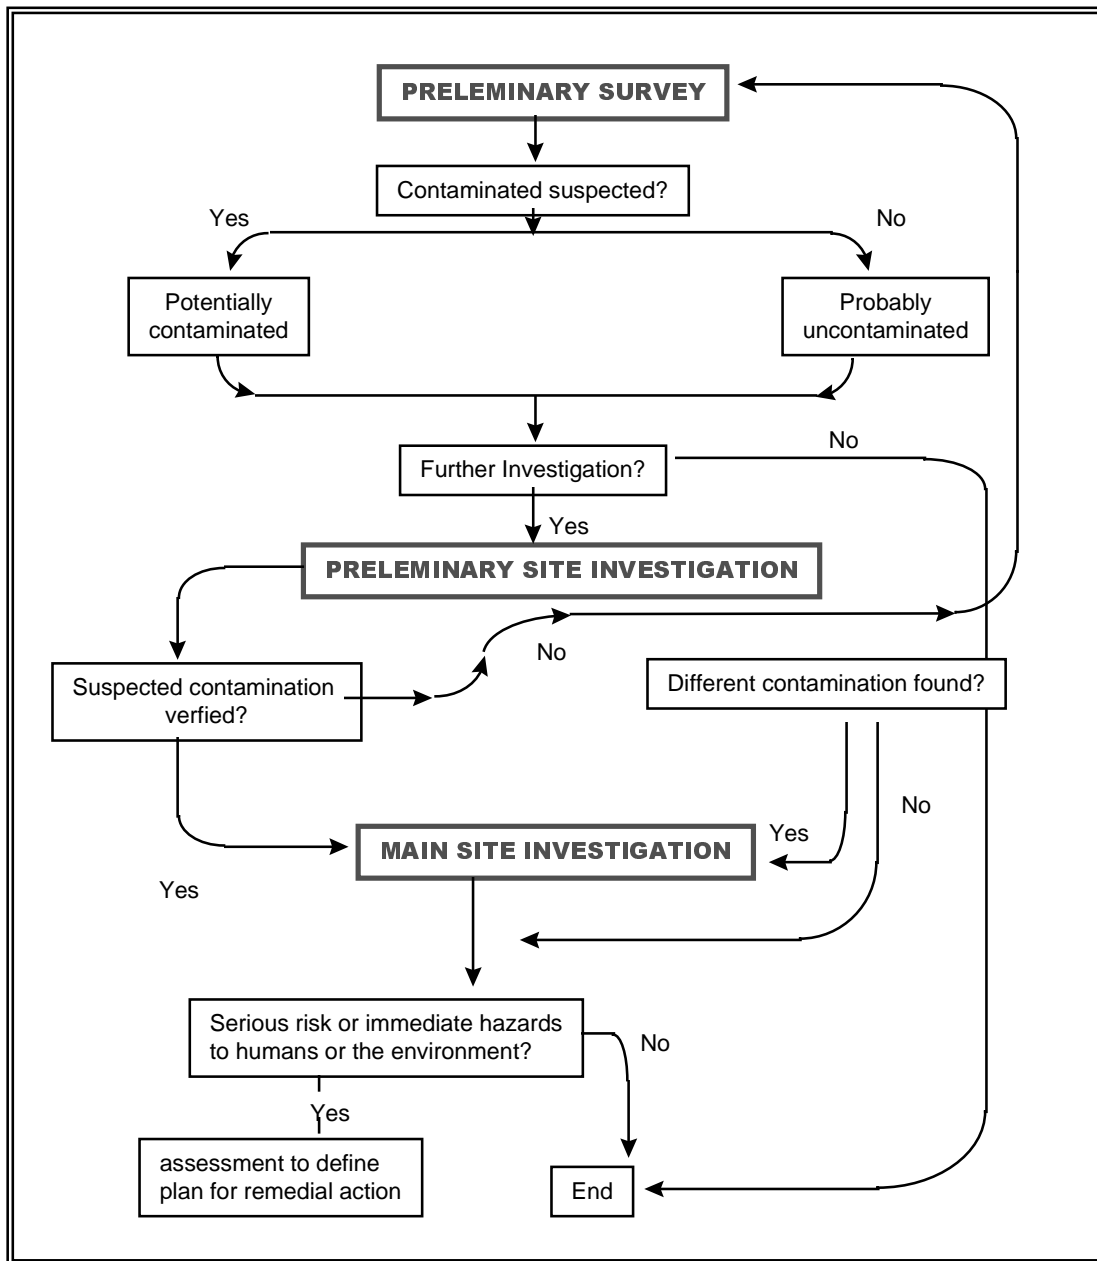 PRELEMINARY SURVEY
Contaminated suspected?
Yes
No
Potentially
contaminated
Probably
uncontaminated
No
Further Investigation?
Yes
PRELEMINARY SITE INVESTIGATION
No
Suspected contamination
verfied?
Different contamination found?
No
Yes
MAIN SITE INVESTIGATION
Yes
Serious risk or immediate hazards
to humans or the environment?
No
Yes
assessment to define
plan for remedial action
End